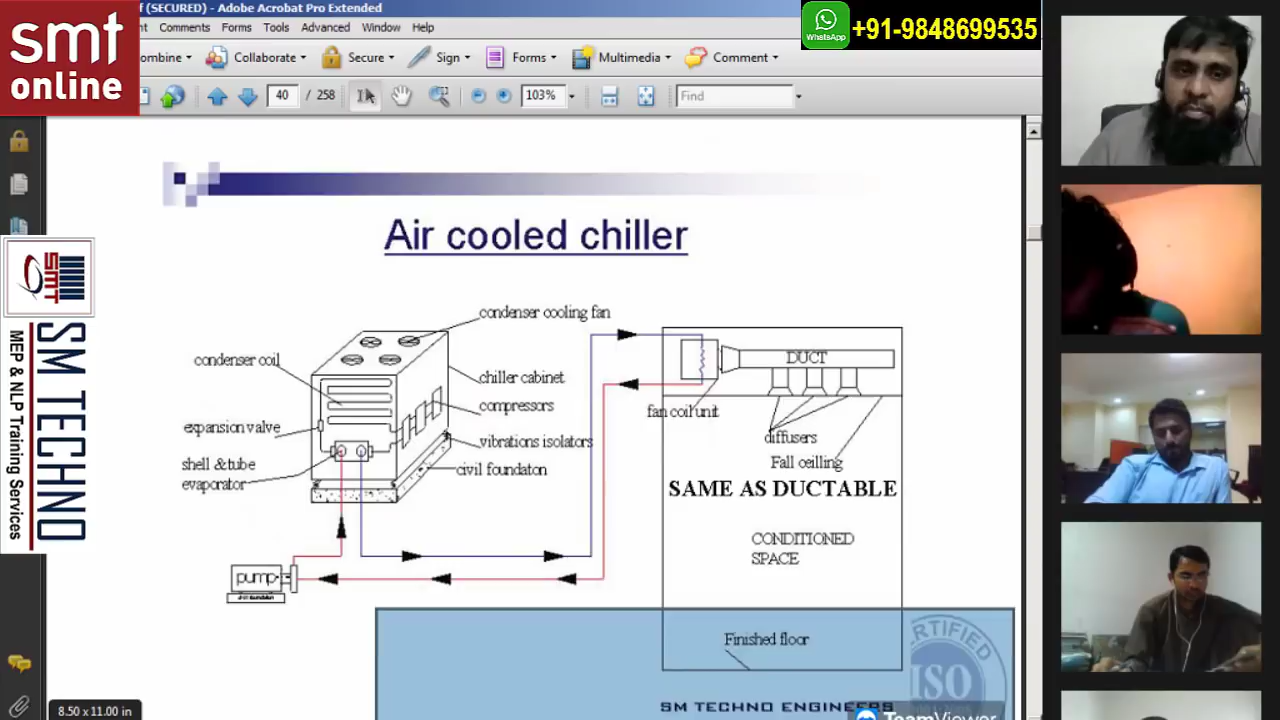 f (SECURED) - Adobe Acrobat Pro Extended
Comments Forms Tools Advanced Window Help
smt
online
WhatsApp +91-9848699535
ombine Collaborate Secure Sign Forms Multimedia Comment
40 / 258 103% Find
Air cooled chiller
condenser cooling fan
condenser coil
chiller cabinet
compressors
expansion valve
vibrations isolators
shell &tube
evaporator
civil foundaton
pump
DUCT
fan coil unit
diffusers
Fall oeilling
SAME AS DUCTABLE
CONDITIONED
SPACE
Finished floor
SMT
SM TECHNO
MEP & NLP Training Services
ERTIFIED
ISO
SM TECHNO ENGINEERS
TeamViewer
8.50 x 11.00 in